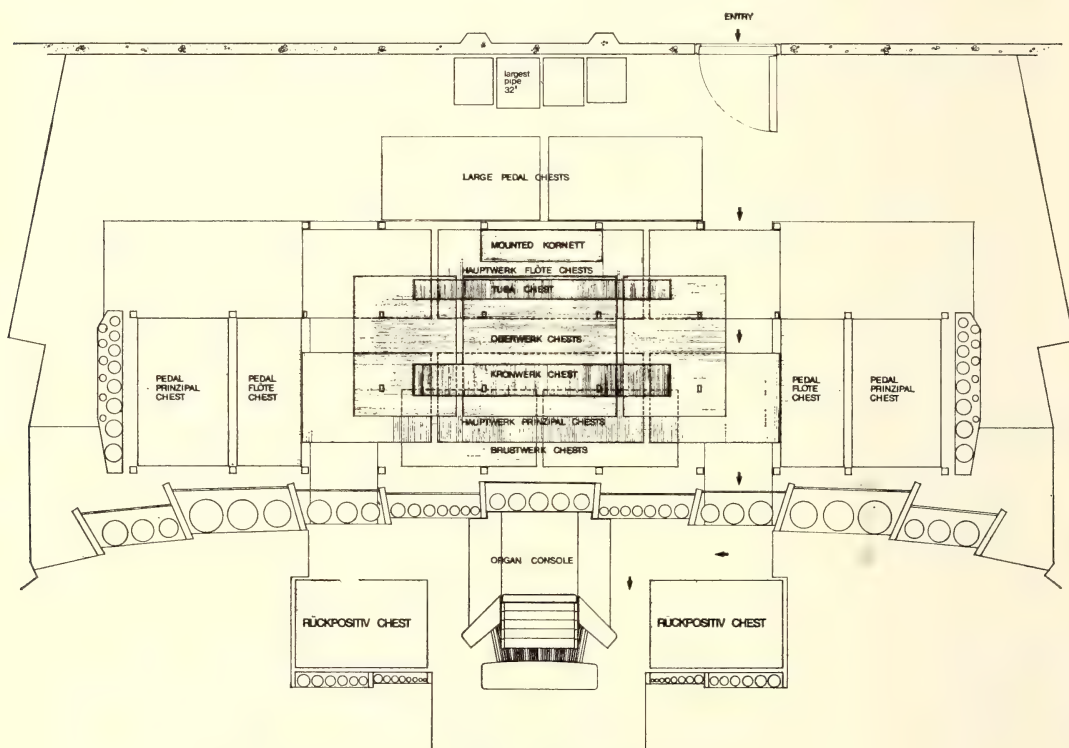 ENTRY
largest
pipe
32'
LARGE PEDAL CHESTS
MOUNTED KORNETT
HAUPTWERK FLÖTE CHESTS
TUBA CHEST
OBERWERK CHESTS
KRONWERK CHEST
PEDAL
PRINZIPAL
CHEST
PEDAL
FLÖTE
CHEST
PEDAL
FLÖTE
CHEST
PEDAL
PRINZIPAL
CHEST
HAUPTWERK PRINZIPAL CHESTS
BRUSTWERK CHESTS
ORGAN CONSOLE
RÜCKPOSITIV CHEST
RÜCKPOSITIV CHEST